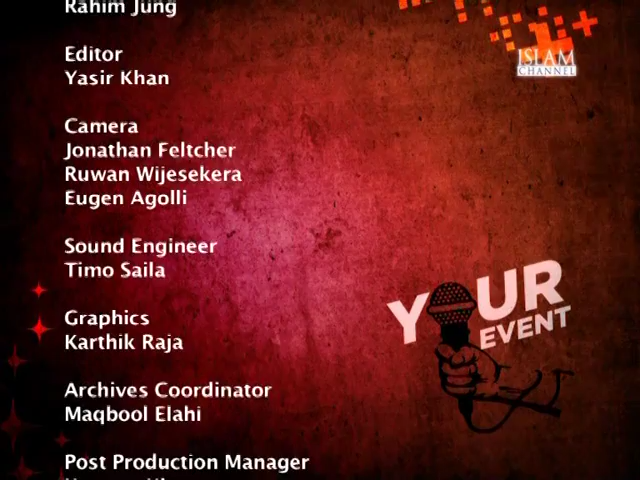 Rahim Jung
Editor
Yasir Khan
Camera
Jonathan Feltcher
Ruwan Wijesekera
Eugen Agolli
Sound Engineer
Timo Saila
Graphics
Karthik Raja
Archives Coordinator
Maqbool Elahi
Post Production Manager
ISLAM
CHANNEL
YOUR
EVENT